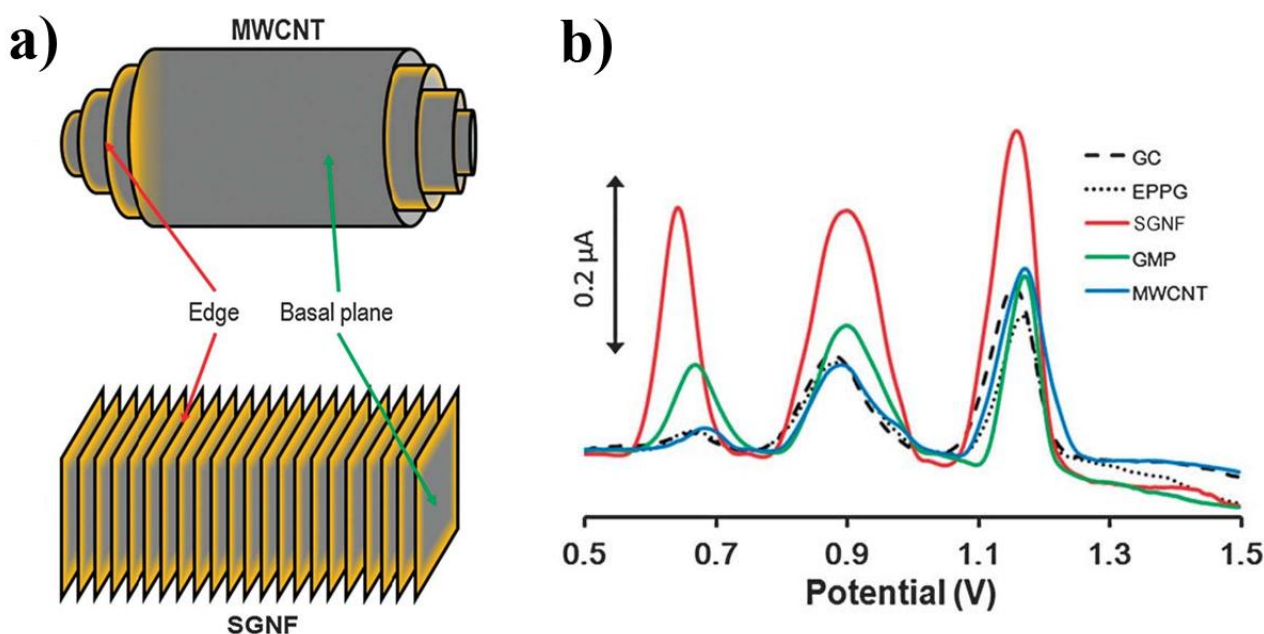 a)
MWCNT
Edge
Basal plane
SGNF
b)
0.2 µA
GC
EPPG
SGNF
GMP
MWCNT
0.5 0.7 0.9 1.1 1.3 1.5
Potential (V)